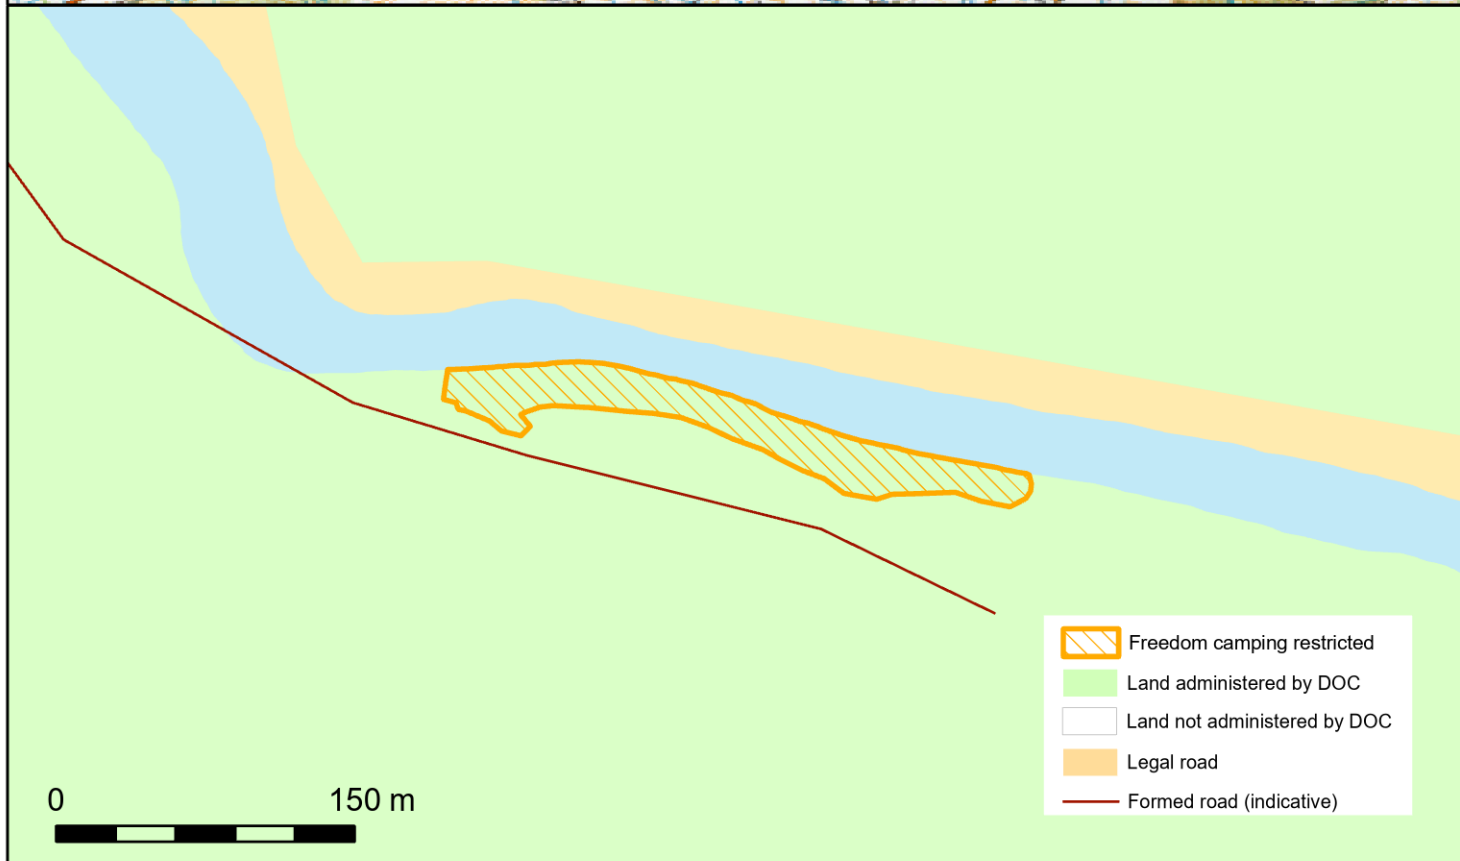 Freedom camping restricted
Land administered by DOC
Land not administered by DOC
Legal road
Formed road (indicative)
0 150 m